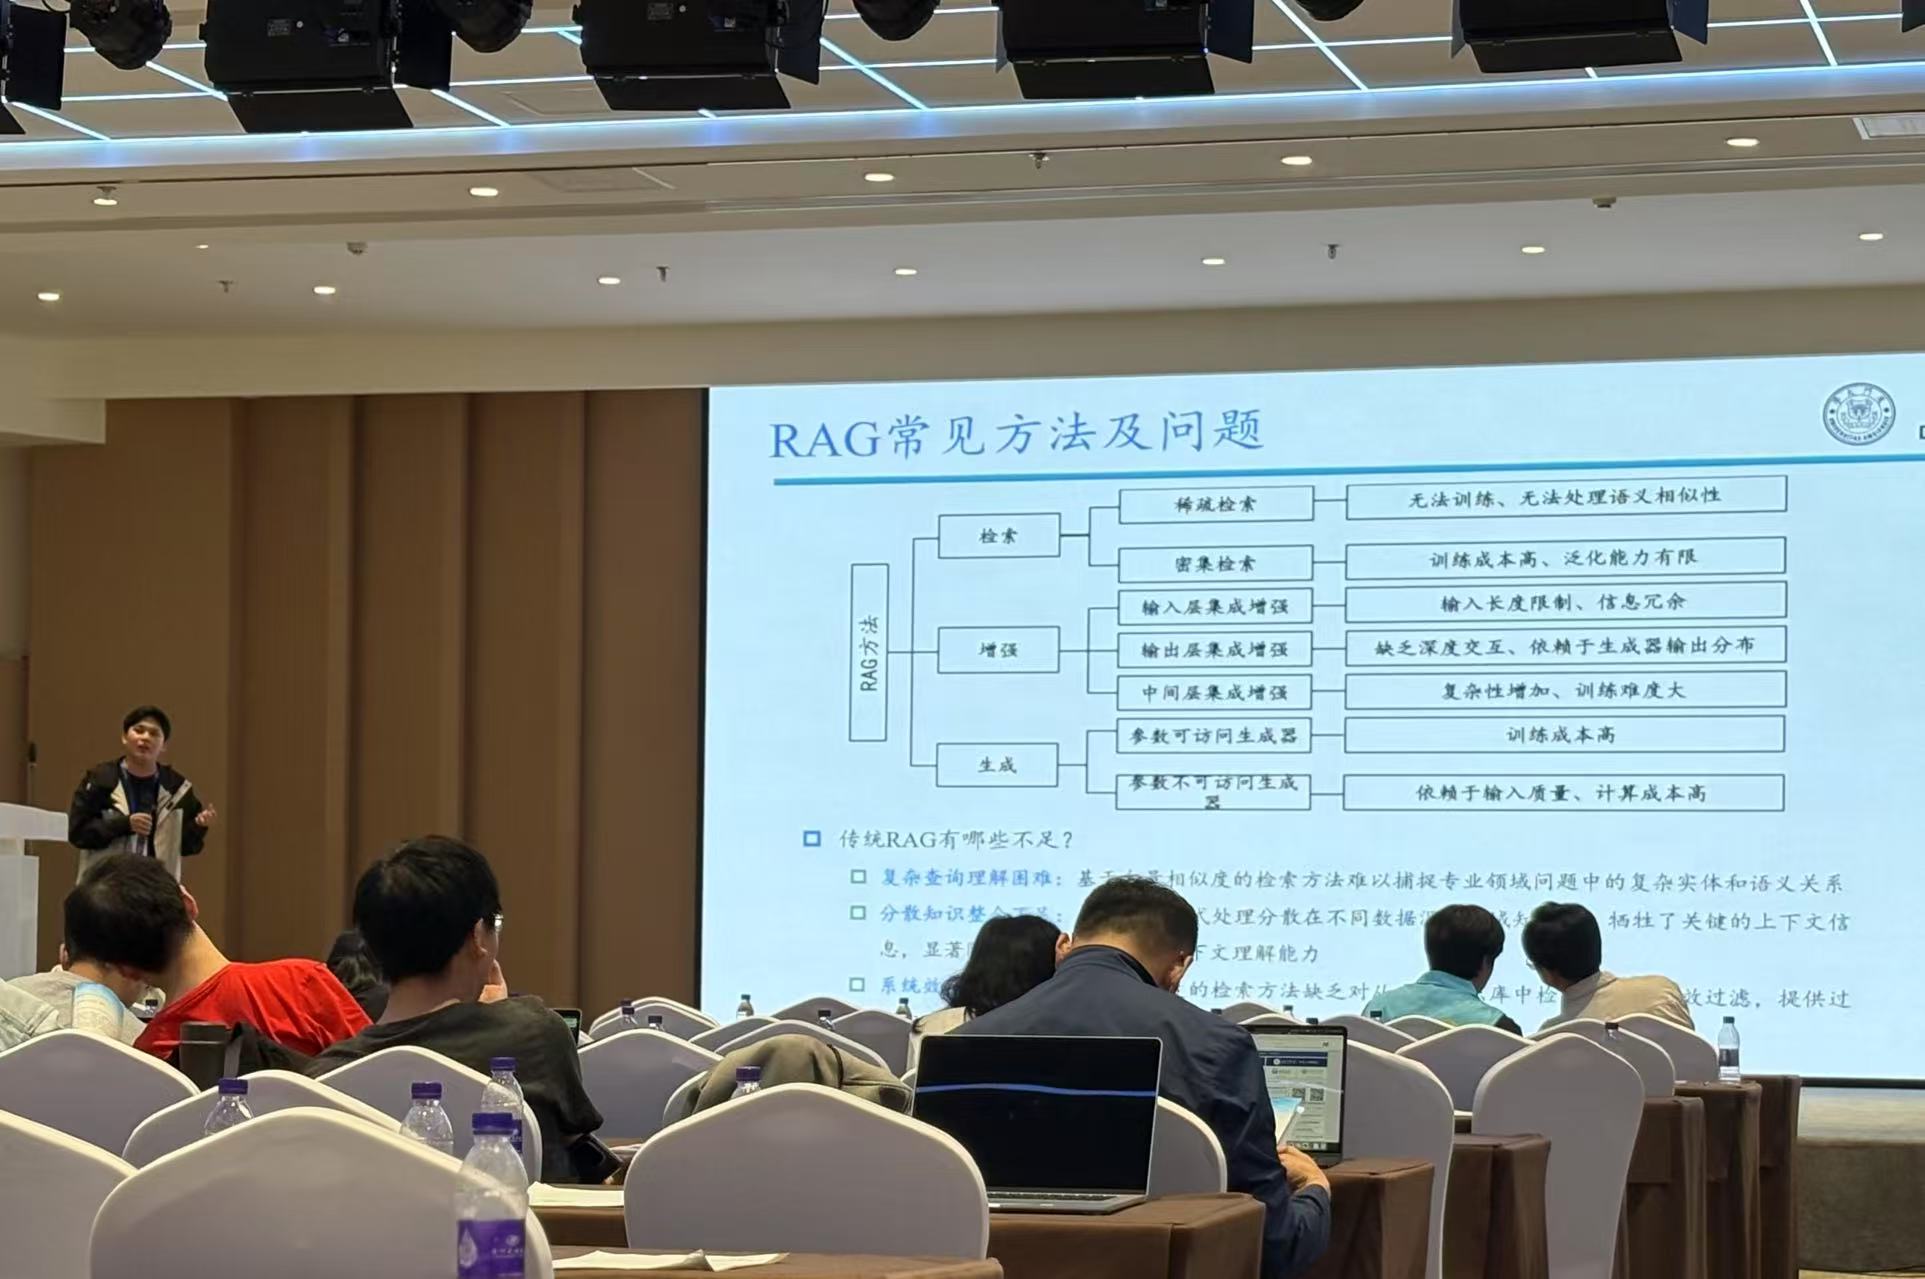 RAG常见方法及问题
RAG方法
检索
稀疏检索
无法训练、无法处理语义相似性
密集检索
训练成本高、泛化能力有限
增强
输入层集成增强
输入长度限制、信息冗余
输出层集成增强
缺乏深度交互、依赖于生成器输出分布
中间层集成增强
复杂性增加、训练难度大
生成
参数可访问生成器
训练成本高
参数不可访问生成
器
依赖于输入质量、计算成本高
传统RAG有哪些不足？
复杂查询理解困难：基于 相似度的检索方法难以捕捉专业领域问题中的复杂实体和语义关系
分散知识整合 处理分散在不同数据 牺牲了关键的上下文信
息，显著 下文理解能力
系统效 的检索方法缺乏对从 库中检 效过滤，提供过